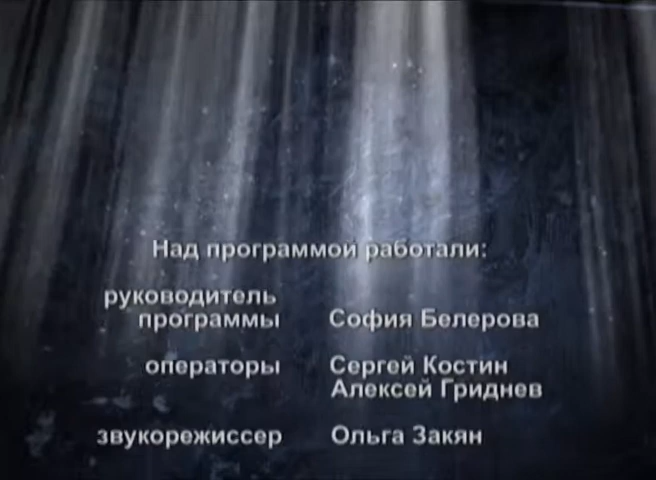 Над программой работали:
руководитель
программы София Белерова
операторы Сергей Костин
Алексей Гриднев
звукорежиссер Ольга Закян